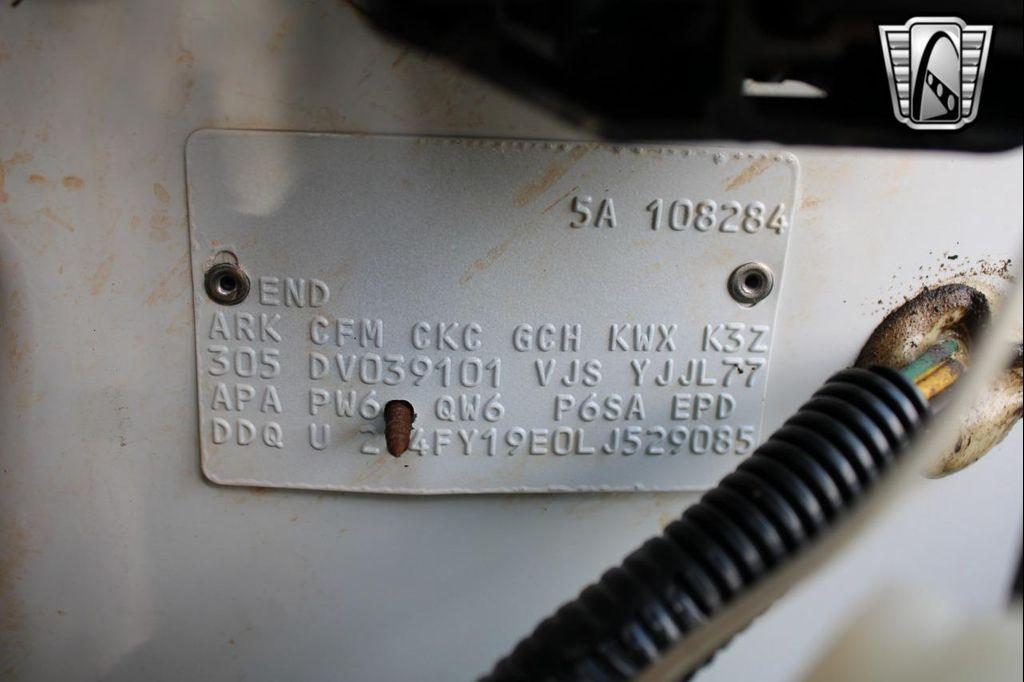 5A 108284
END
ARK CFM CKC GCH KWX K3Z
305 DV039101 VJS YJJL77
APA PW6 QW6 P6SA EPD
DDQ U 2 4FY19E0LJ529085